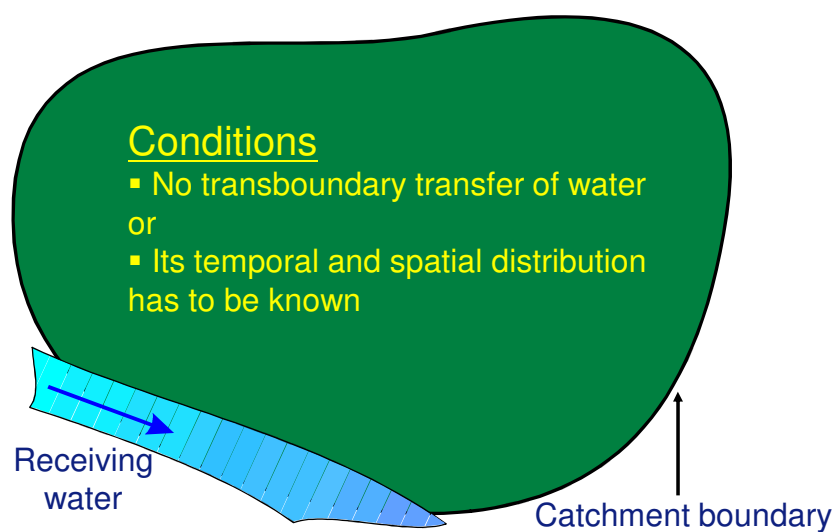 Conditions
▪ No transboundary transfer of water
or
▪ Its temporal and spatial distribution
has to be known
Receiving
water
Catchment boundary